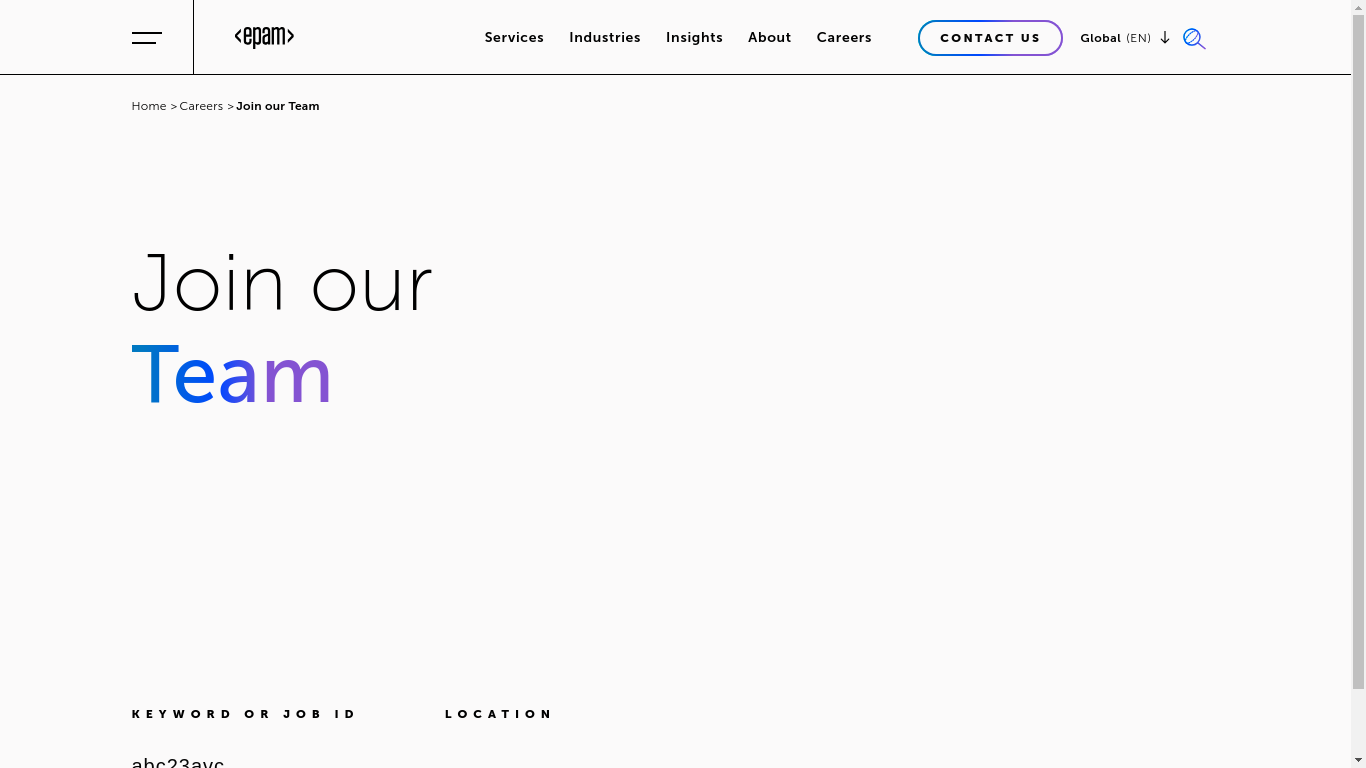 <epam>
Services Industries Insights About Careers CONTACT US Global (EN)
Home > Careers > Join our Team
Join our
Team
KEYWORD OR JOB ID LOCATION
abc23avc